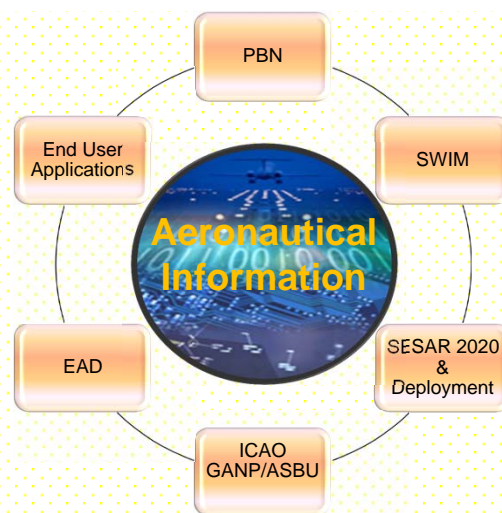 PBN
End User
Applications
SWIM
Aeronautical
Information
EAD
SESAR 2020
&
Deployment
ICAO
GANP/ASBU